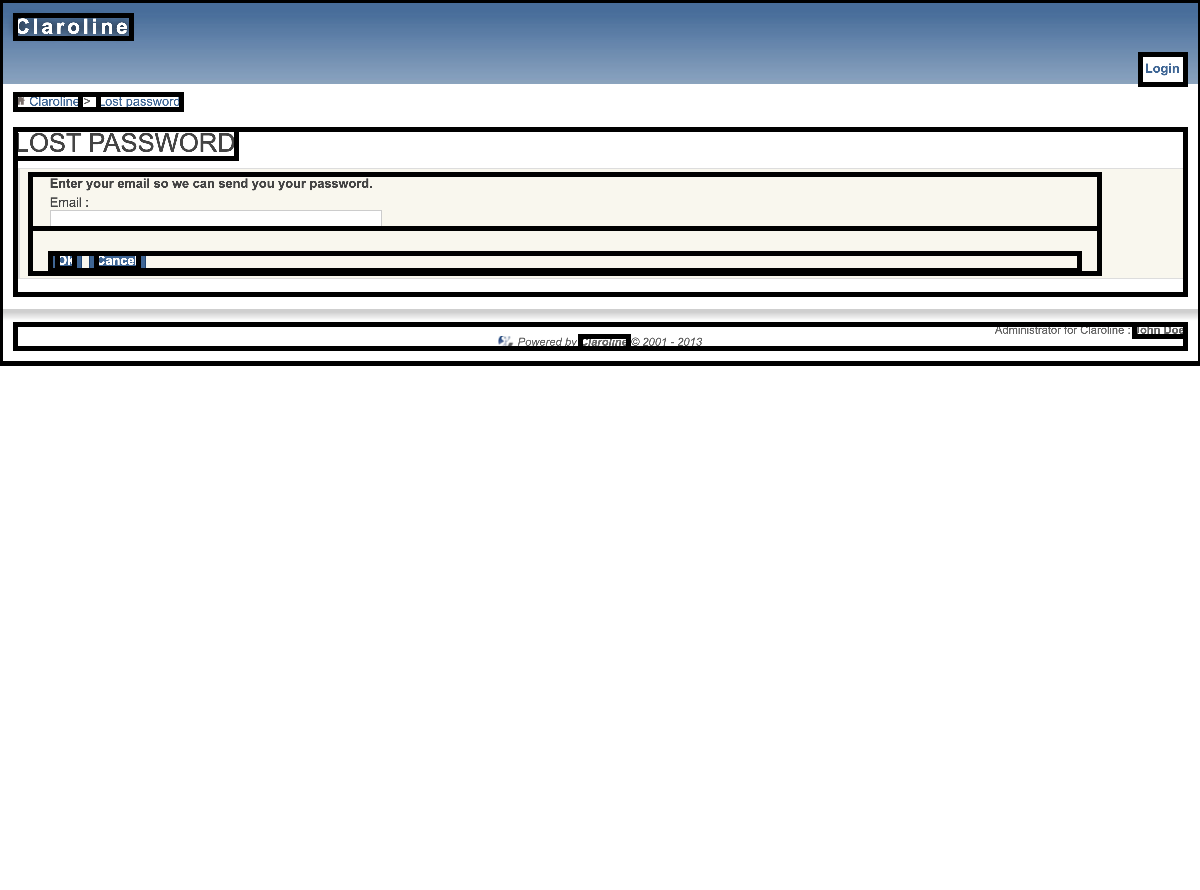 Claroline
Login
Claroline > Lost password
LOST PASSWORD
Enter your email so we can send you your password.
Email :
Ok Cancel
Administrator for Claroline : John Doe
Powered by Claroline © 2001 - 2013